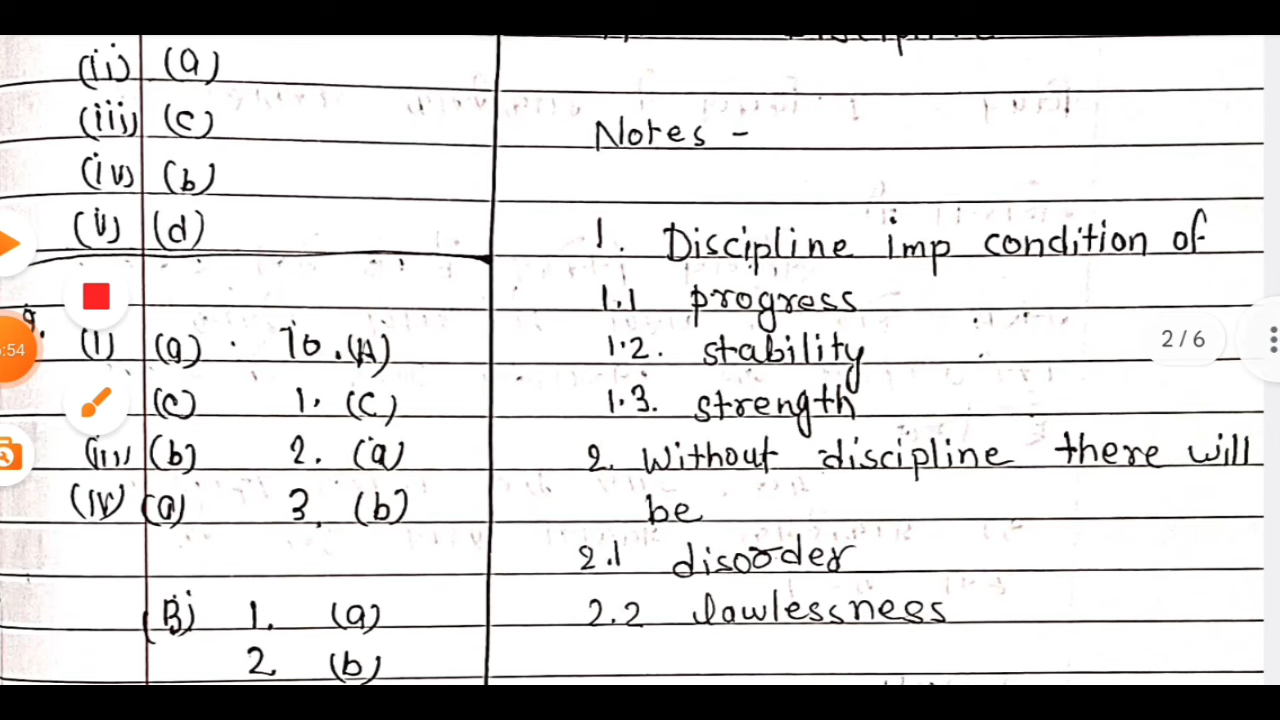 (ii) (a)
(iii) (c)
(iv) (b)
(v) (d)
9. (i) (a) 10. (A)
(c) 1. (c)
(iii) (b) 2. (a)
(iv) (a) 3. (b)
(B) 1. (a)
2. (b)
Notes -
1. Discipline imp condition of
1.1 progress
1.2. stability
1.3. strength
2. Without discipline there will
be
2.1 disorder
2.2 lawlessness
:54
2/6